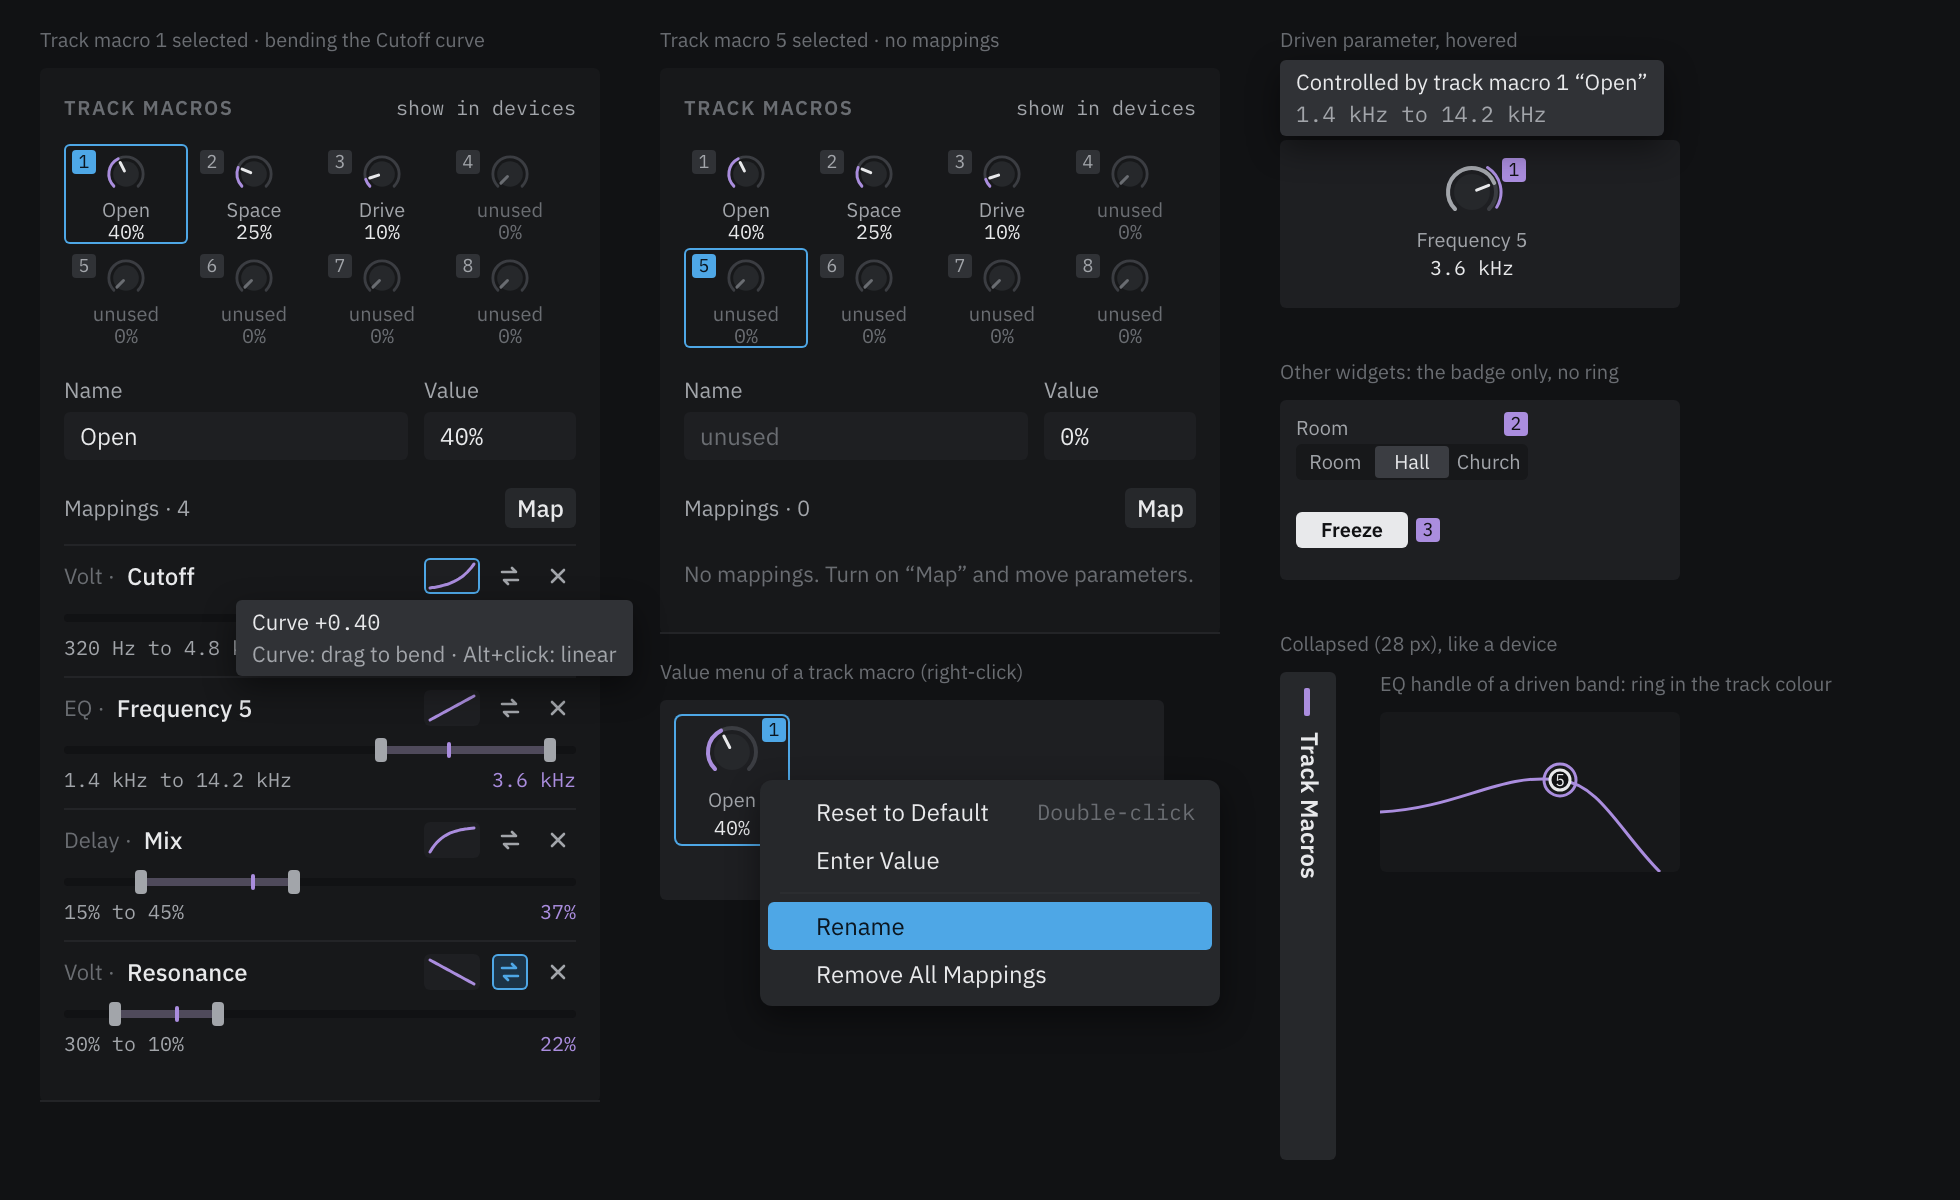 Track macro 1 selected · bending the Cutoff curve
TRACK MACROS show in devices
1 2 3 4
Open Space Drive unused
40% 25% 10% 0%
5 6 7 8
unused unused unused unused
0% 0% 0% 0%
Name Value
Open 40%
Mappings · 4 Map
Volt · Cutoff
320 Hz to 4.8
Curve +0.40
Curve: drag to bend · Alt+click: linear
EQ · Frequency 5
1.4 kHz to 14.2 kHz 3.6 kHz
Delay · Mix
15% to 45% 37%
Volt · Resonance
30% to 10% 22%
Track macro 5 selected · no mappings
TRACK MACROS show in devices
1 2 3 4
Open Space Drive unused
40% 25% 10% 0%
5 6 7 8
unused unused unused unused
0% 0% 0% 0%
Name Value
unused 0%
Mappings · 0 Map
No mappings. Turn on “Map” and move parameters.
Value menu of a track macro (right-click)
1
Open
40%
Reset to Default Double-click
Enter Value
Rename
Remove All Mappings
Driven parameter, hovered
Controlled by track macro 1 “Open”
1.4 kHz to 14.2 kHz
1
Frequency 5
3.6 kHz
Other widgets: the badge only, no ring
Room 2
Room Hall Church
Freeze 3
Collapsed (28 px), like a device
Track Macros
EQ handle of a driven band: ring in the track colour
5